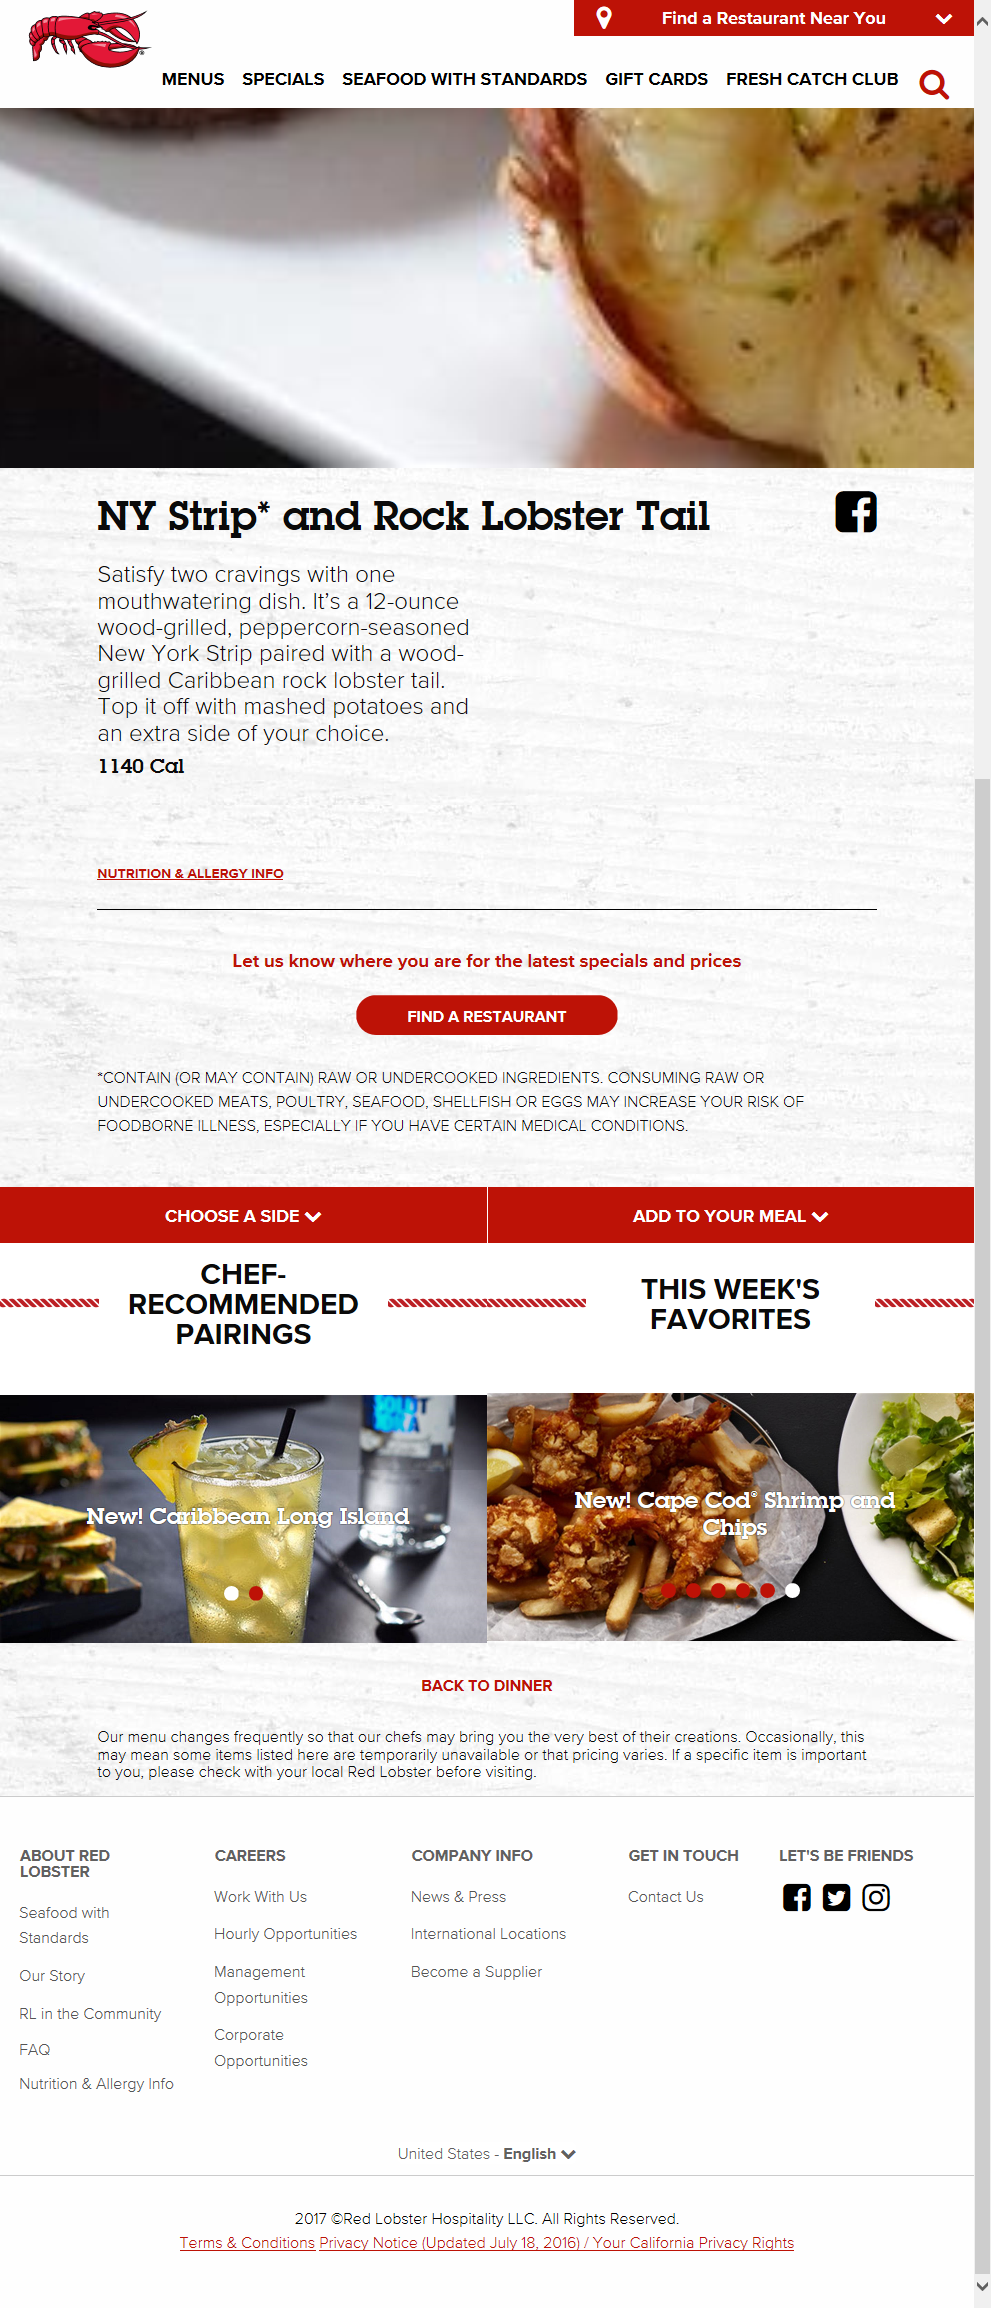 Find a Restaurant Near You
MENUS SPECIALS SEAFOOD WITH STANDARDS GIFT CARDS FRESH CATCH CLUB
NY Strip* and Rock Lobster Tail
Satisfy two cravings with one
mouthwatering dish. It's a 12-ounce
wood-grilled, peppercorn-seasoned
New York Strip paired with a wood-
grilled Caribbean rock lobster tail.
Top it off with mashed potatoes and
an extra side of your choice.
1140 Cal
NUTRITION & ALLERGY INFO
Let us know where you are for the latest specials and prices
FIND A RESTAURANT
*CONTAIN (OR MAY CONTAIN) RAW OR UNDERCOOKED INGREDIENTS. CONSUMING RAW OR
UNDERCOOKED MEATS, POULTRY, SEAFOOD, SHELLFISH OR EGGS MAY INCREASE YOUR RISK OF
FOODBORNE ILLNESS, ESPECIALLY IF YOU HAVE CERTAIN MEDICAL CONDITIONS.
CHOOSE A SIDE
ADD TO YOUR MEAL
CHEF-
RECOMMENDED
PAIRINGS
THIS WEEK'S
FAVORITES
New! Caribbean Long Island
New! Cape Cod® Shrimp and
Chips
BACK TO DINNER
Our menu changes frequently so that our chefs may bring you the very best of their creations. Occasionally, this
may mean some items listed here are temporarily unavailable or that pricing varies. If a specific item is important
to you, please check with your local Red Lobster before visiting.
ABOUT RED
LOBSTER
Seafood with
Standards
Our Story
RL in the Community
FAQ
Nutrition & Allergy Info
CAREERS
Work With Us
Hourly Opportunities
Management
Opportunities
Corporate
Opportunities
COMPANY INFO
News & Press
International Locations
Become a Supplier
GET IN TOUCH
Contact Us
LET'S BE FRIENDS
United States - English
2017 ©Red Lobster Hospitality LLC. All Rights Reserved.
Terms & Conditions Privacy Notice (Updated July 18, 2016) / Your California Privacy Rights